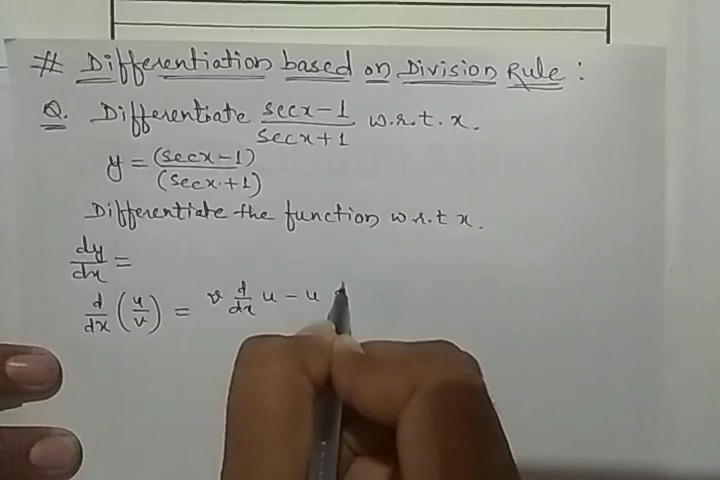 # Differentiation based on Division Rule :
Q. Differentiate secx-1/secx+1 w.r.t. x.
y = (secx-1)/(secx+1)
Differentiate the function w.r.t x.
dy/dx =
d/dx (u/v) = v d/dx u - u d